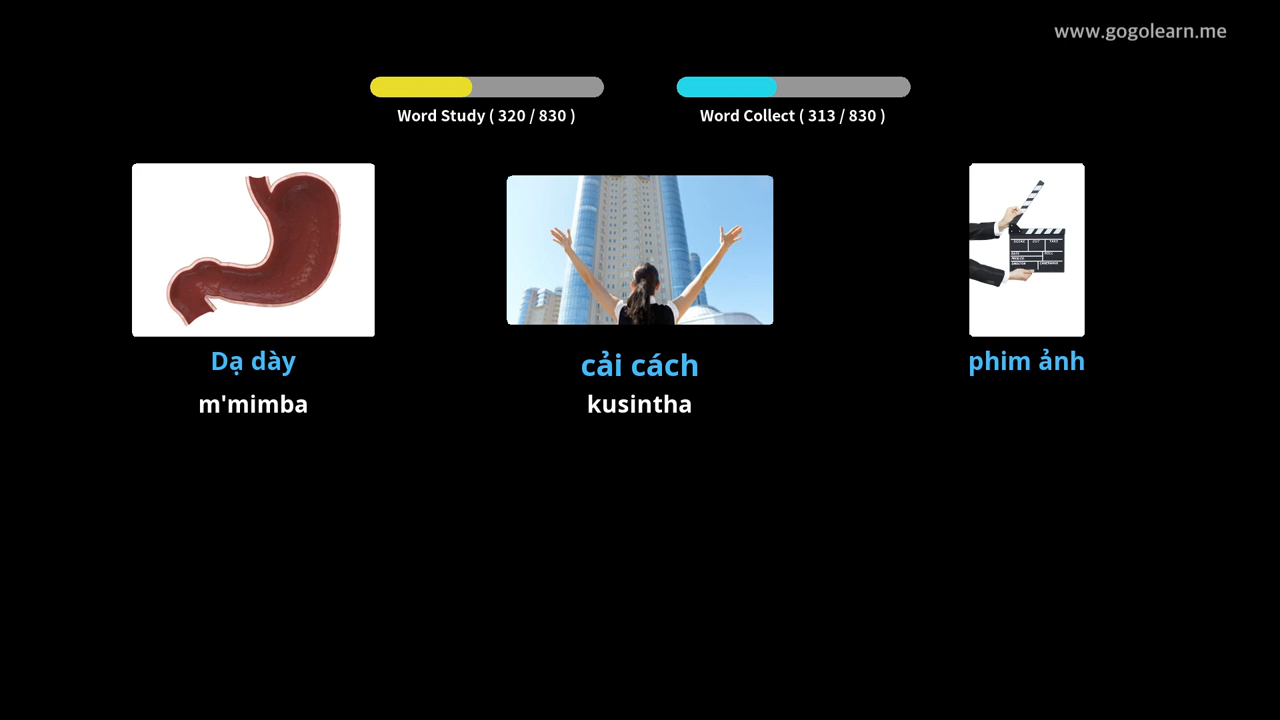 www.gogolearn.me
Word Study ( 320 / 830 )
Word Collect ( 313 / 830 )
Dạ dày
cải cách
phim ảnh
m'mimba
kusintha